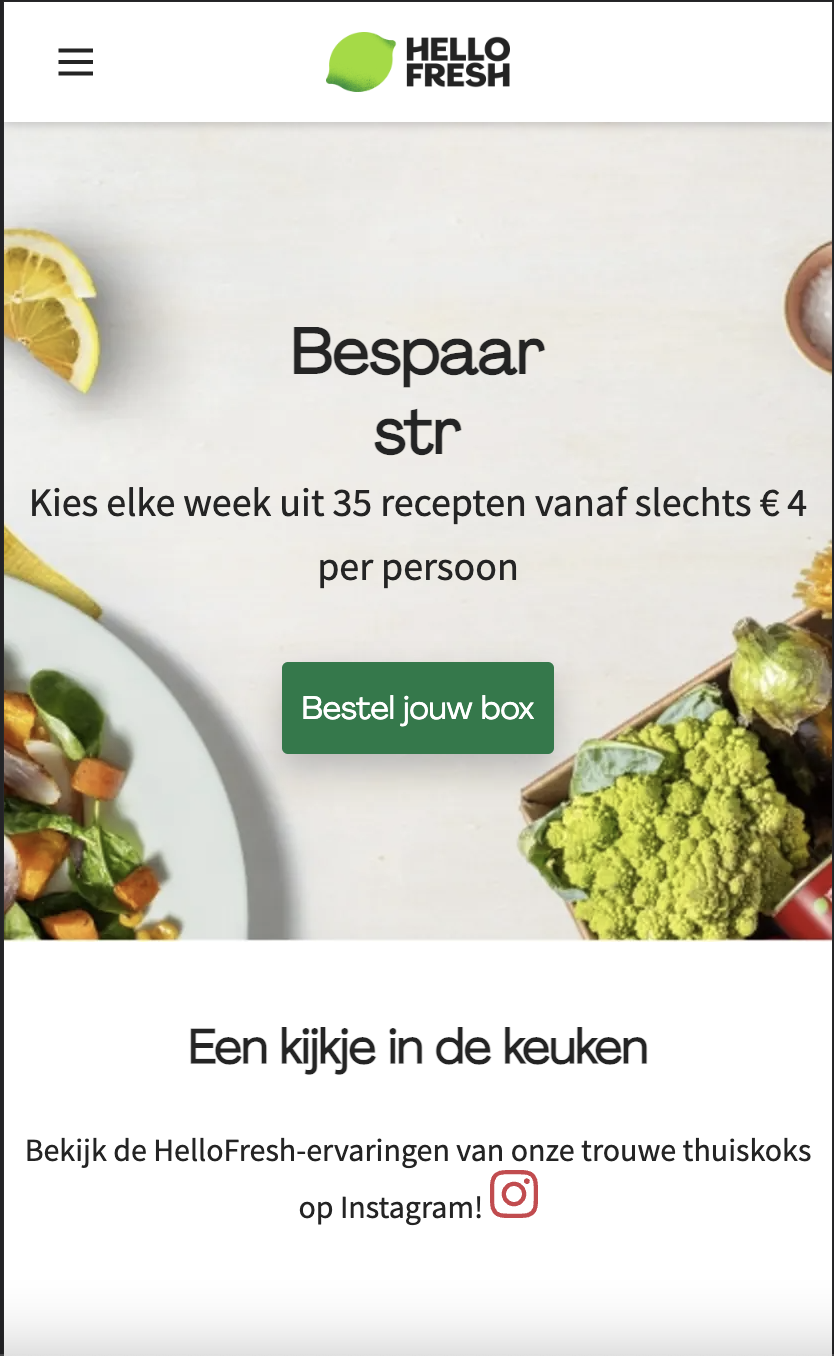 HELLO
FRESH
Bespaar
str
Kies elke week uit 35 recepten vanaf slechts € 4
per persoon
Bestel jouw box
Een kijkje in de keuken
Bekijk de HelloFresh-ervaringen van onze trouwe thuiskoks
op Instagram!